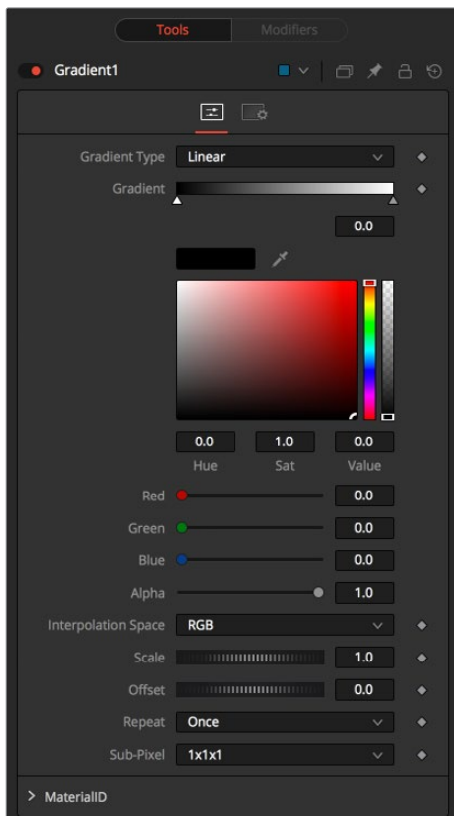 Tools Modifiers
Gradient1
Gradient Type Linear
Gradient
0.0
0.0 1.0 0.0
Hue Sat Value
Red 0.0
Green 0.0
Blue 0.0
Alpha 1.0
Interpolation Space RGB
Scale 1.0
Offset 0.0
Repeat Once
Sub-Pixel 1x1x1
MaterialID